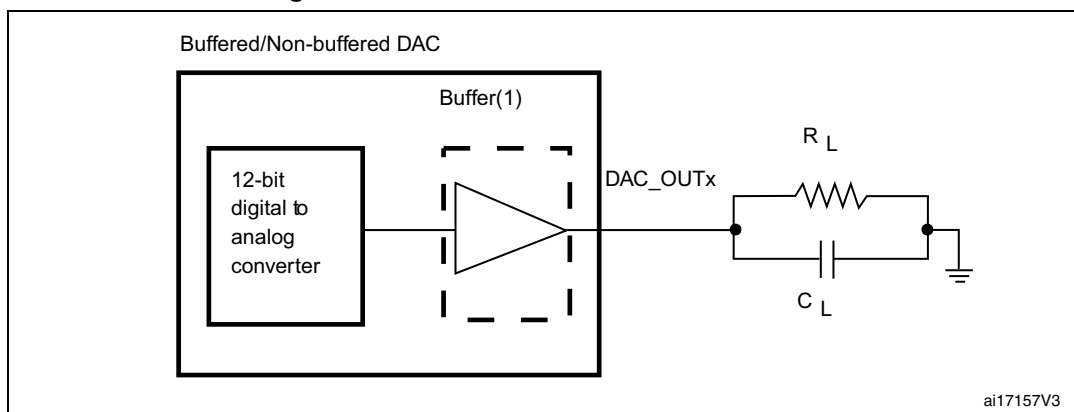 Buffered/Non-buffered DAC
Buffer(1)
12-bit
digital to
analog
converter
DAC_OUTx
R L
C L
ai17157V3